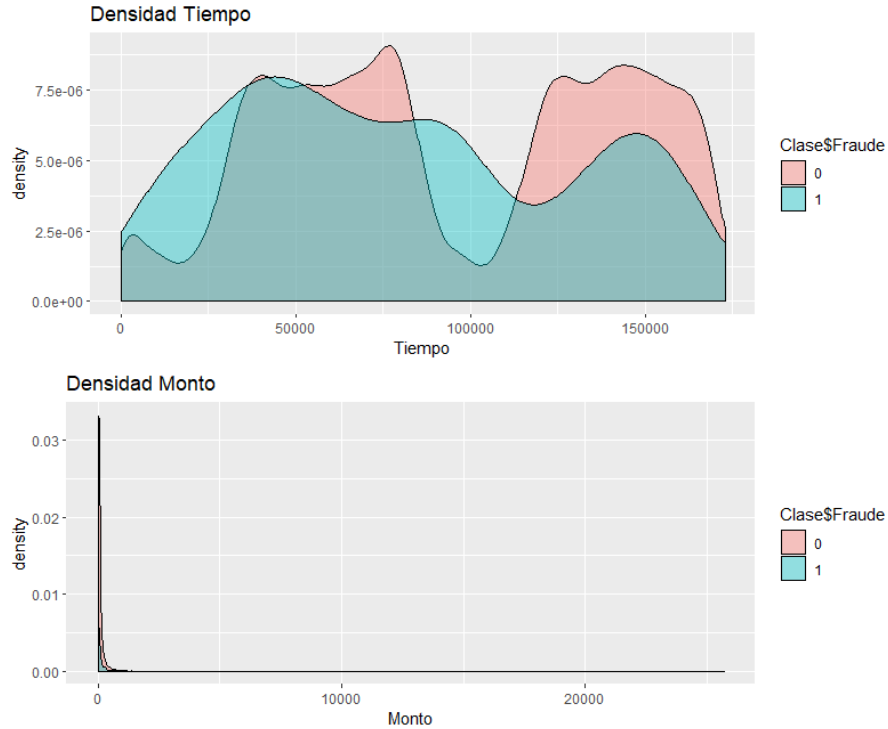 Densidad Tiempo
7.5e-06
5.0e-06
2.5e-06
0.0e+00
density
0 50000 100000 150000
Tiempo
Clase$Fraude
0
1
Densidad Monto
0.03
0.02
0.01
0.00
density
0 10000 20000
Monto
Clase$Fraude
0
1